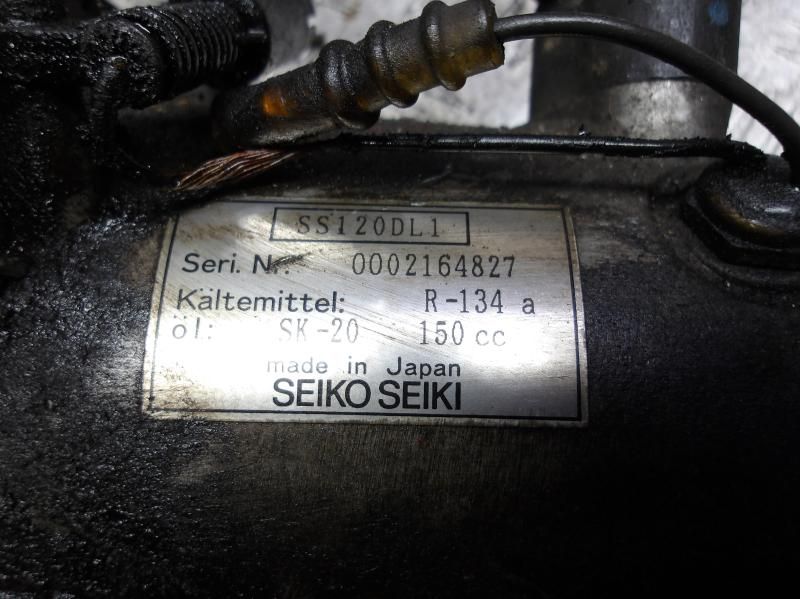 SS120DL1
Seri. Nr. 0002164827
Kältemittel: R-134 a
öl: SK-20 150 cc
made in Japan
SEIKO SEIKI